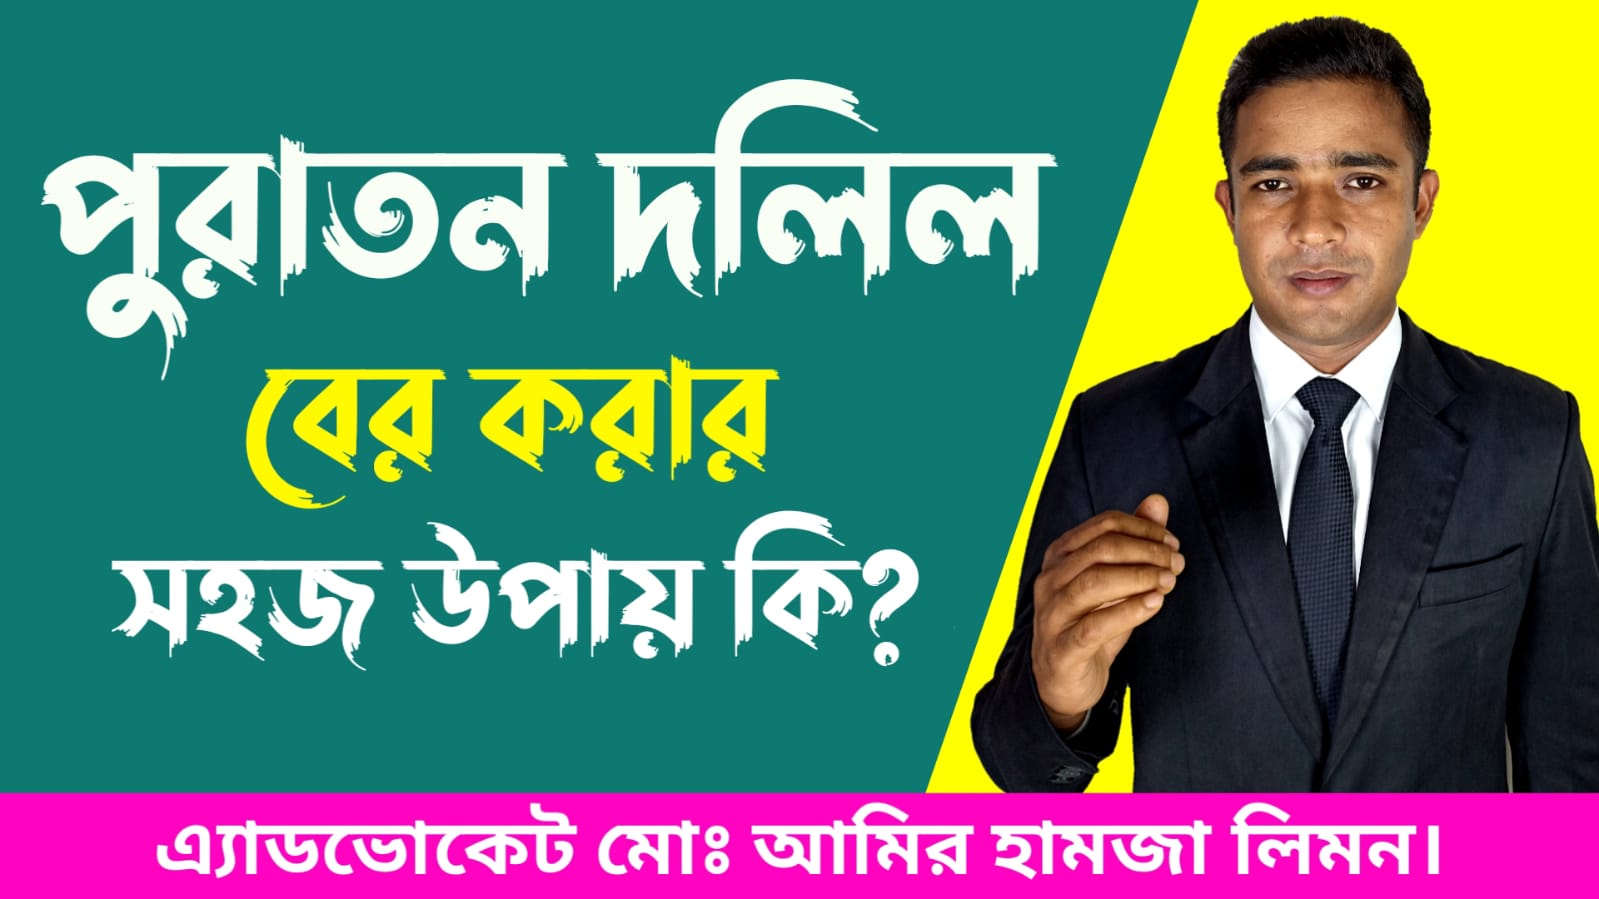 পুরাতন দলিল
বের করার
সহজ উপায় কি?
এ্যাডভোকেট মোঃ আমির হামজা লিমন।